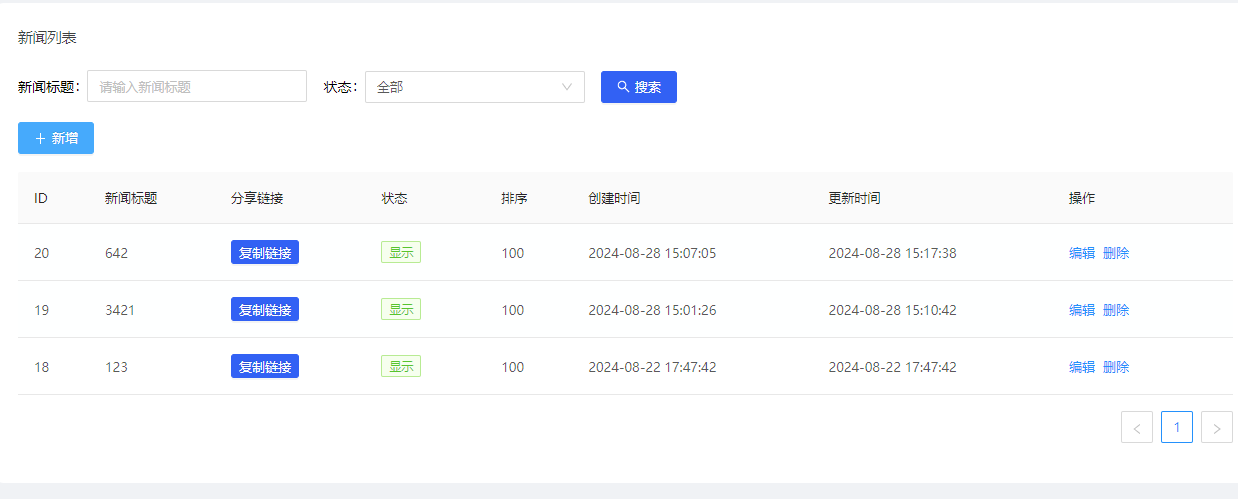 新闻列表
新闻标题： 请输入新闻标题 状态： 全部 搜索
+ 新增
ID 新闻标题 分享链接 状态 排序 创建时间 更新时间 操作
20 642 复制链接 显示 100 2024-08-28 15:07:05 2024-08-28 15:17:38 编辑 删除
19 3421 复制链接 显示 100 2024-08-28 15:01:26 2024-08-28 15:10:42 编辑 删除
18 123 复制链接 显示 100 2024-08-22 17:47:42 2024-08-22 17:47:42 编辑 删除
< 1 >